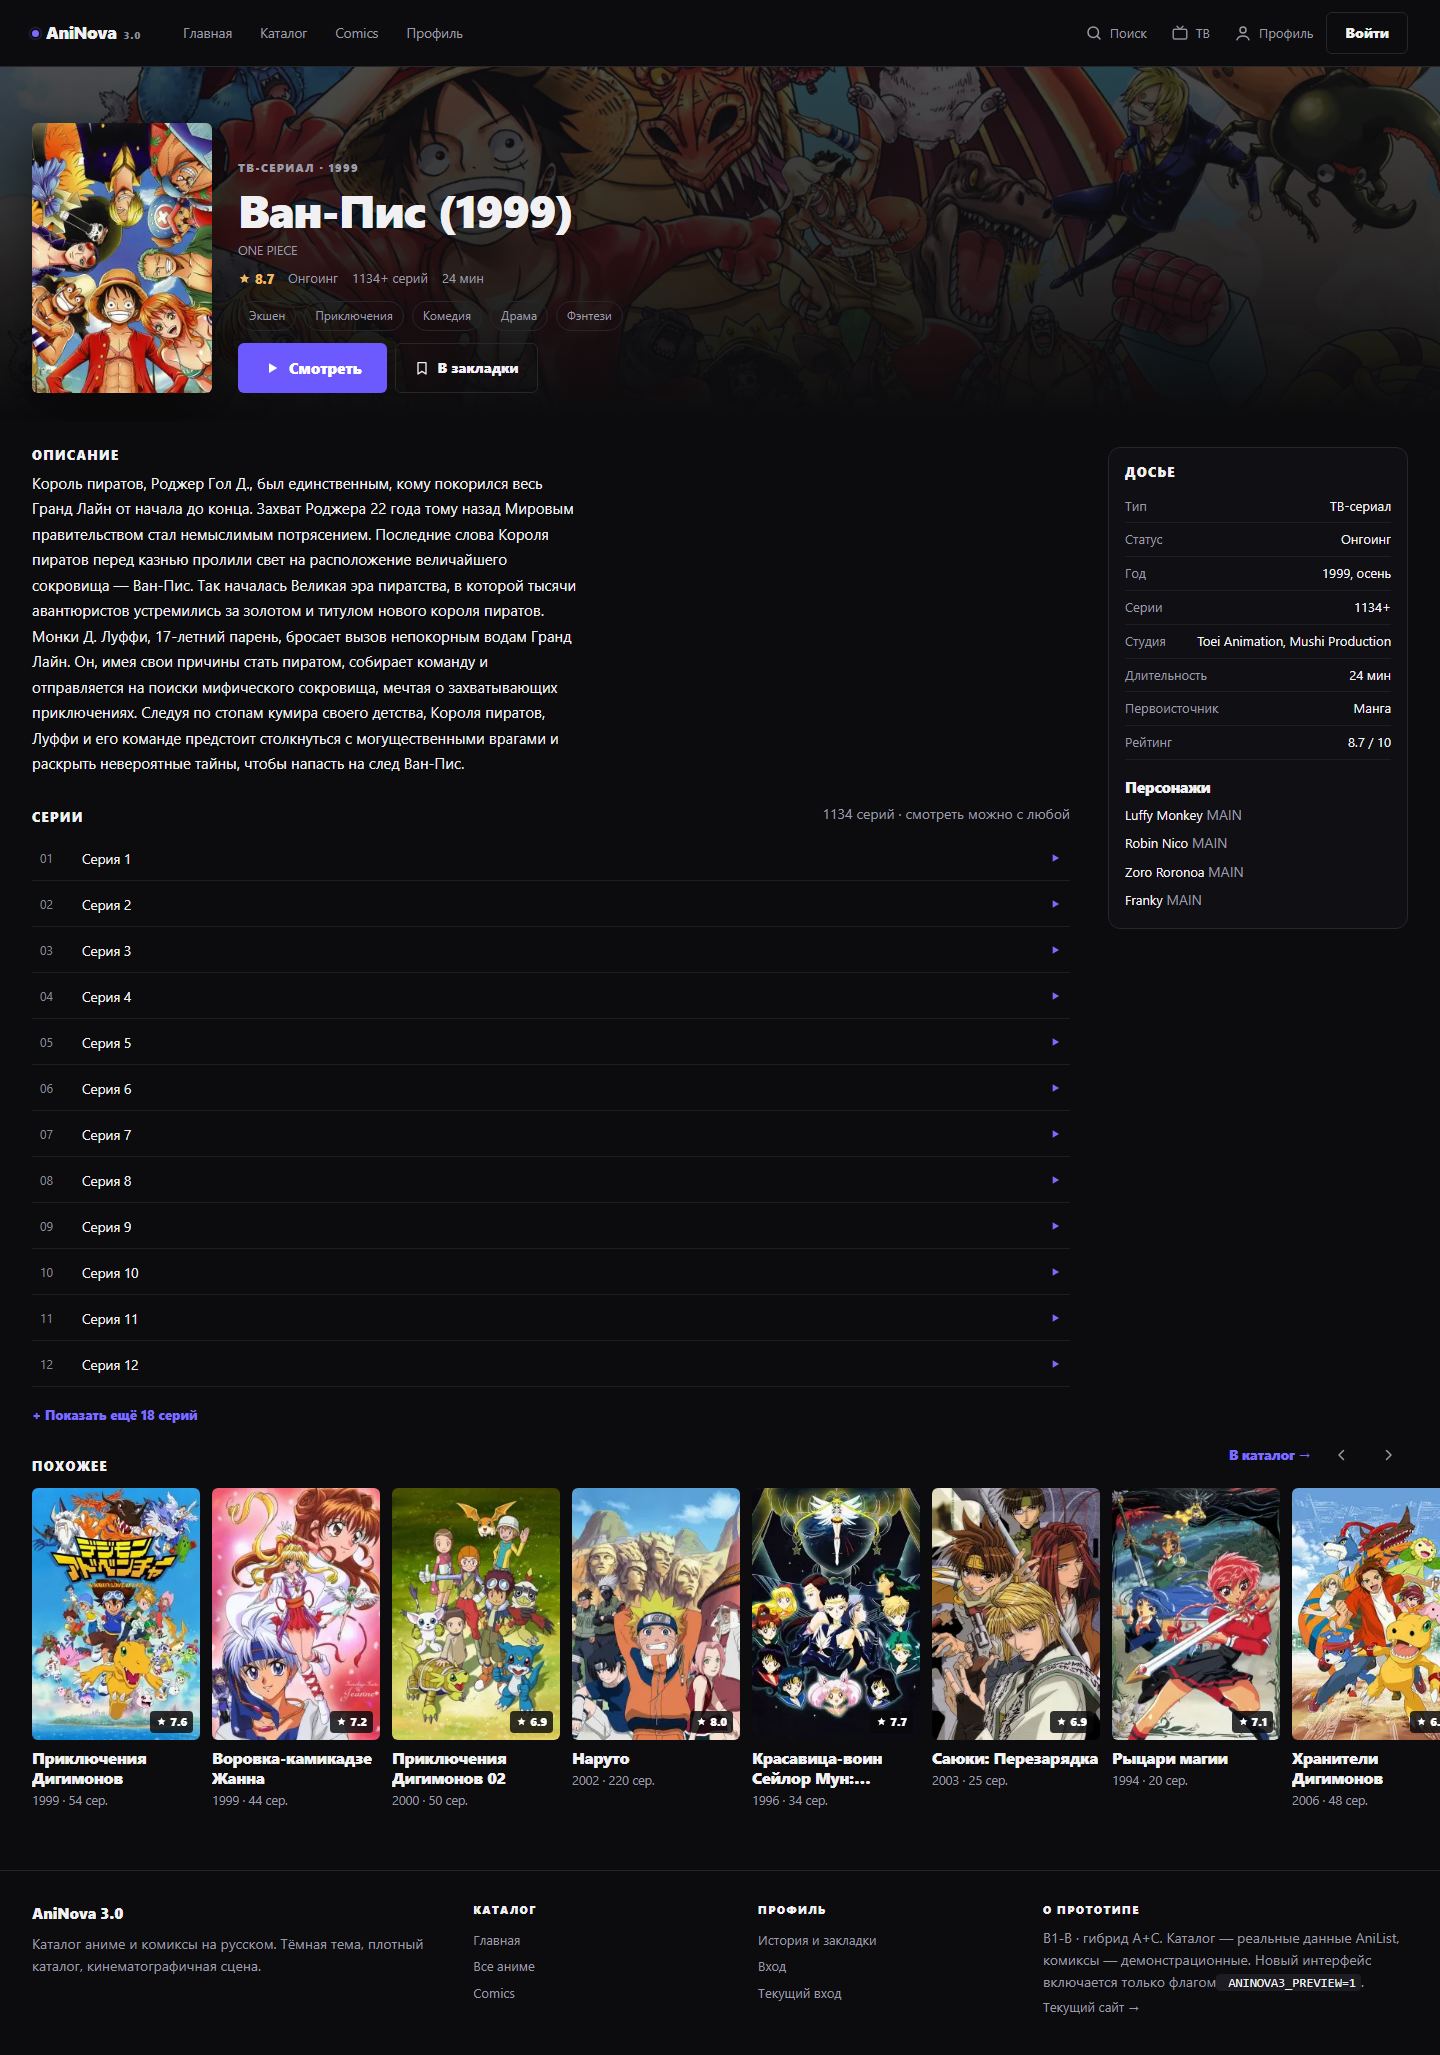 AniNova 3.0
Главная
Каталог
Comics
Профиль
Поиск
ТВ
Профиль
Войти
ТВ-СЕРИАЛ · 1999
Ван-Пис (1999)
ONE PIECE
★ 8.7 Онгоинг 1134+ серий 24 мин
Экшен
Приключения
Комедия
Драма
Фэнтези
Смотреть
В закладки
ОПИСАНИЕ
Король пиратов, Роджер Гол Д., был единственным, кому покорился весь
Гранд Лайн от начала до конца. Захват Роджера 22 года тому назад Мировым
правительством стал немыслимым потрясением. Последние слова Короля
пиратов перед казнью пролили свет на расположение величайшего
сокровища — Ван-Пис. Так началась Великая эра пиратства, в которой тысячи
авантюристов устремились за золотом и титулом нового короля пиратов.
Монки Д. Луффи, 17-летний парень, бросает вызов непокорным водам Гранд
Лайн. Он, имея свои причины стать пиратом, собирает команду и
отправляется на поиски мифического сокровища, мечтая о захватывающих
приключениях. Следуя по стопам кумира своего детства, Короля пиратов,
Луффи и его команде предстоит столкнуться с могущественными врагами и
раскрыть невероятные тайны, чтобы напасть на след Ван-Пис.
ДОСЬЕ
Тип ТВ-сериал
Статус Онгоинг
Год 1999, осень
Серии 1134+
Студия Toei Animation, Mushi Production
Длительность 24 мин
Первоисточник Манга
Рейтинг 8.7 / 10
Персонажи
Luffy Monkey MAIN
Robin Nico MAIN
Zoro Roronoa MAIN
Franky MAIN
СЕРИИ
1134 серий · смотреть можно с любой
01 Серия 1
02 Серия 2
03 Серия 3
04 Серия 4
05 Серия 5
06 Серия 6
07 Серия 7
08 Серия 8
09 Серия 9
10 Серия 10
11 Серия 11
12 Серия 12
+ Показать ещё 18 серий
ПОХОЖЕЕ
В каталог →
デジモン
アドベンチャー
★ 7.6
Приключения
Дигимонов
1999 · 54 сер.
Jeanne
★ 7.2
Воровка-камикадзе
Жанна
1999 · 44 сер.
★ 6.9
Приключения
Дигимонов 02
2000 · 50 сер.
★ 8.0
Наруто
2002 · 220 сер.
★ 7.7
Красавица-воин
Сейлор Мун:...
1996 · 34 сер.
★ 6.9
Саюки: Перезарядка
2003 · 25 сер.
★ 7.1
Рыцари магии
1994 · 20 сер.
★ 6.
Хранители
Дигимонов
2006 · 48 сер.
AniNova 3.0
Каталог аниме и комиксы на русском. Тёмная тема, плотный
каталог, кинематографичная сцена.
КАТАЛОГ
Главная
Все аниме
Comics
ПРОФИЛЬ
История и закладки
Вход
Текущий вход
О ПРОТОТИПЕ
B1-B · гибрид A+C. Каталог — реальные данные AniList,
комиксы — демонстрационные. Новый интерфейс
включается только флагом ANINOVA3_PREVIEW=1 .
Текущий сайт →